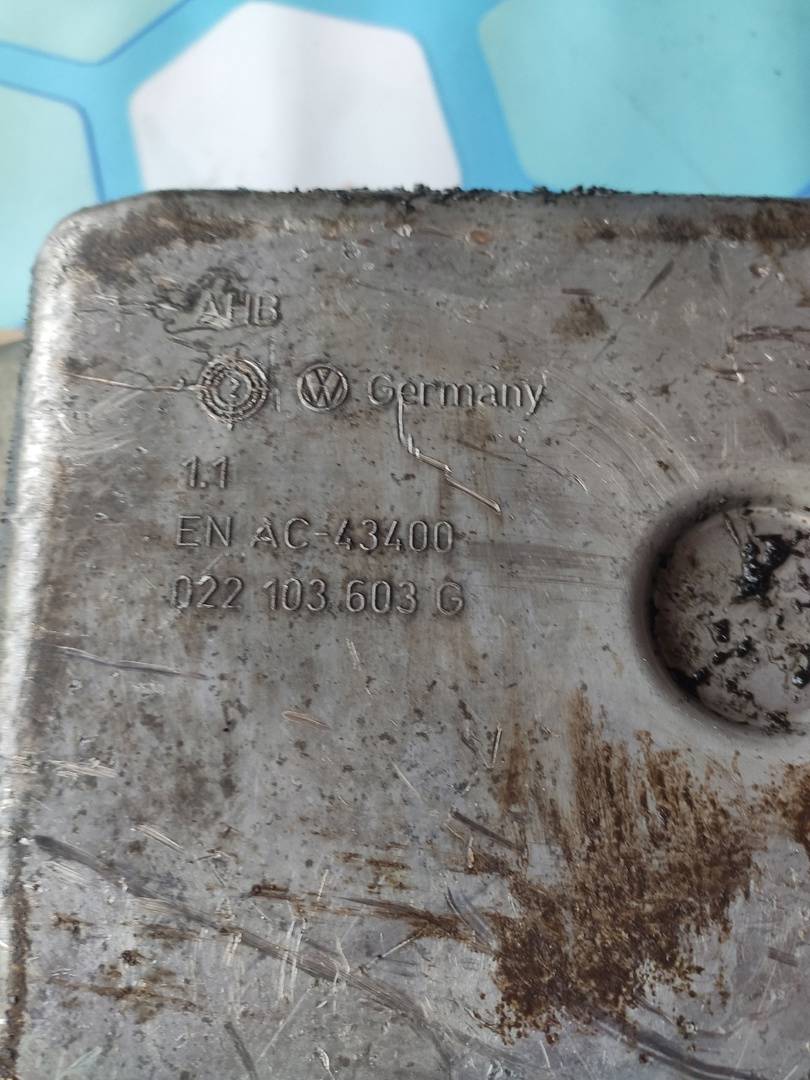 AHB
Germany
1.1
EN AC-43400
022 103 603 G